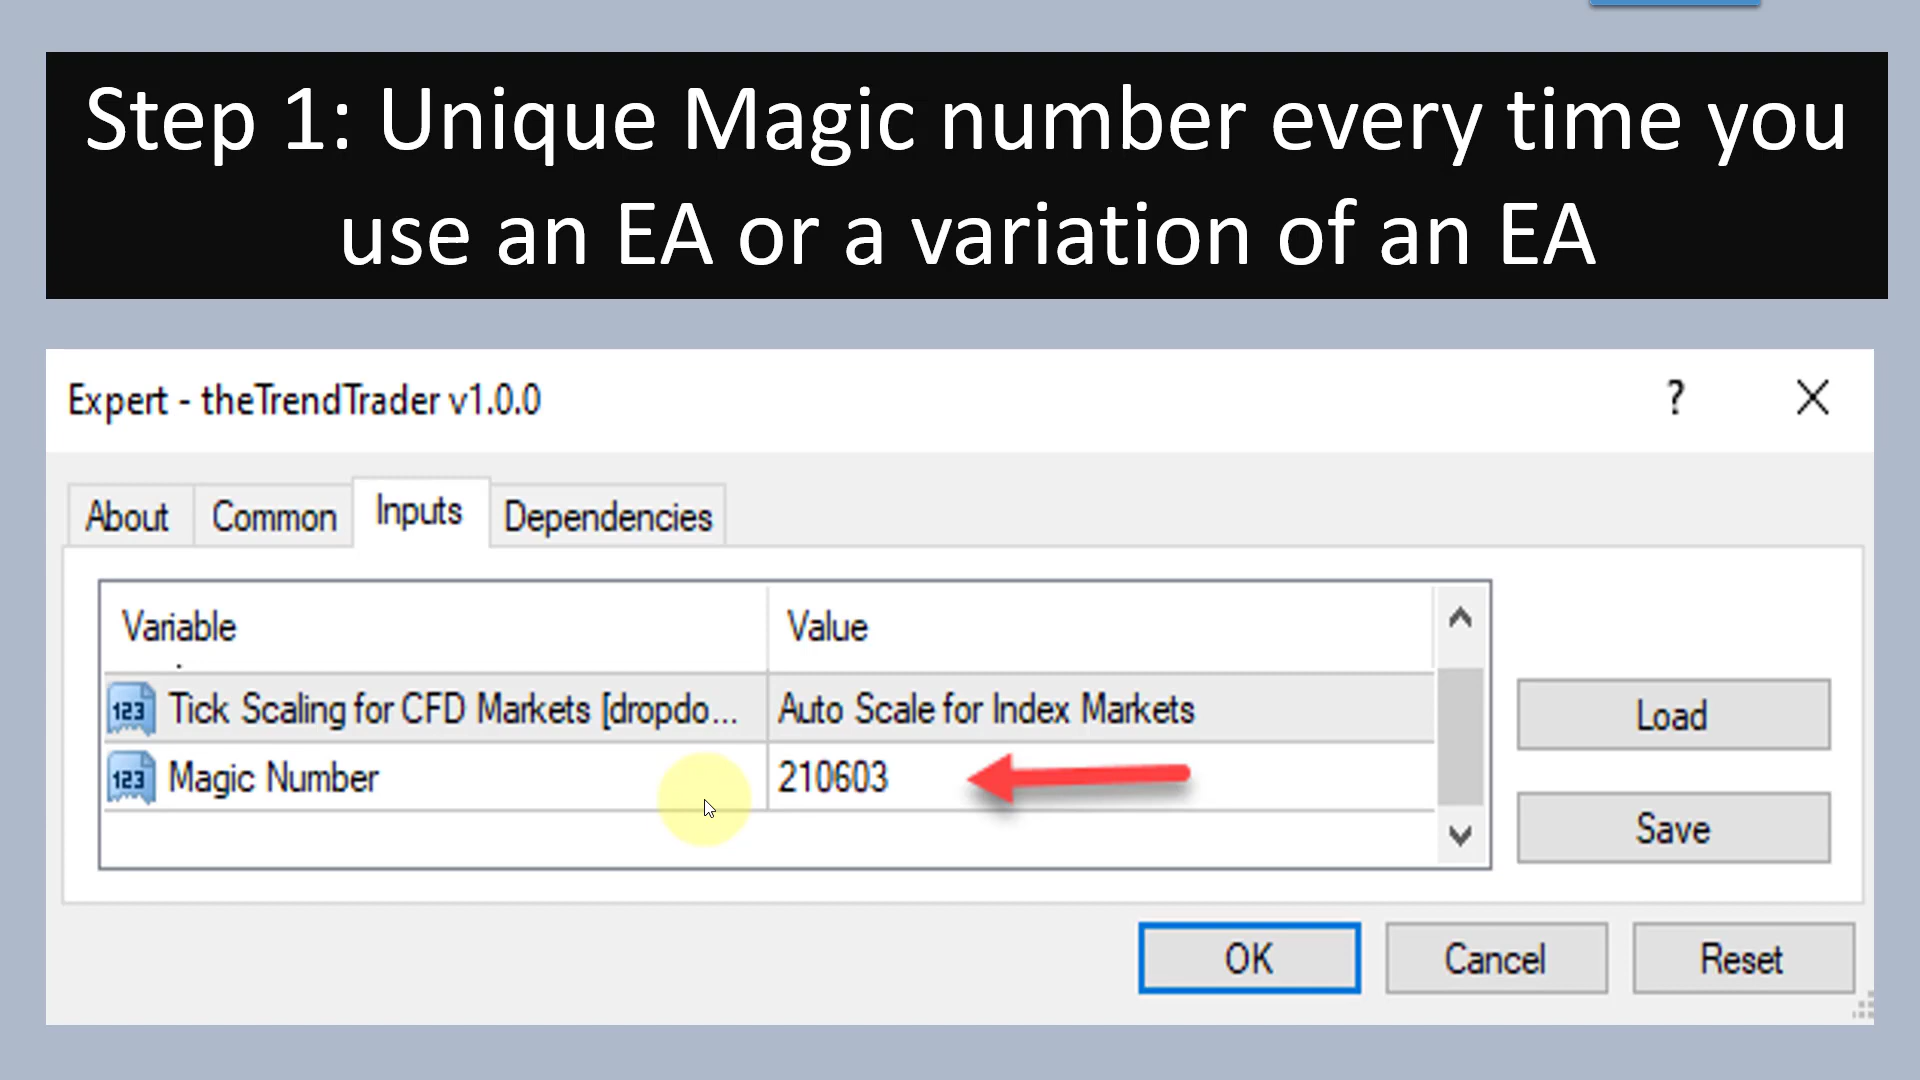 Step 1: Unique Magic number every time you
use an EA or a variation of an EA
Expert - theTrendTrader v1.0.0
?
About Common Inputs Dependencies
Variable Value
123 Tick Scaling for CFD Markets [dropdo... Auto Scale for Index Markets
123 Magic Number 210603
Load
Save
OK Cancel Reset